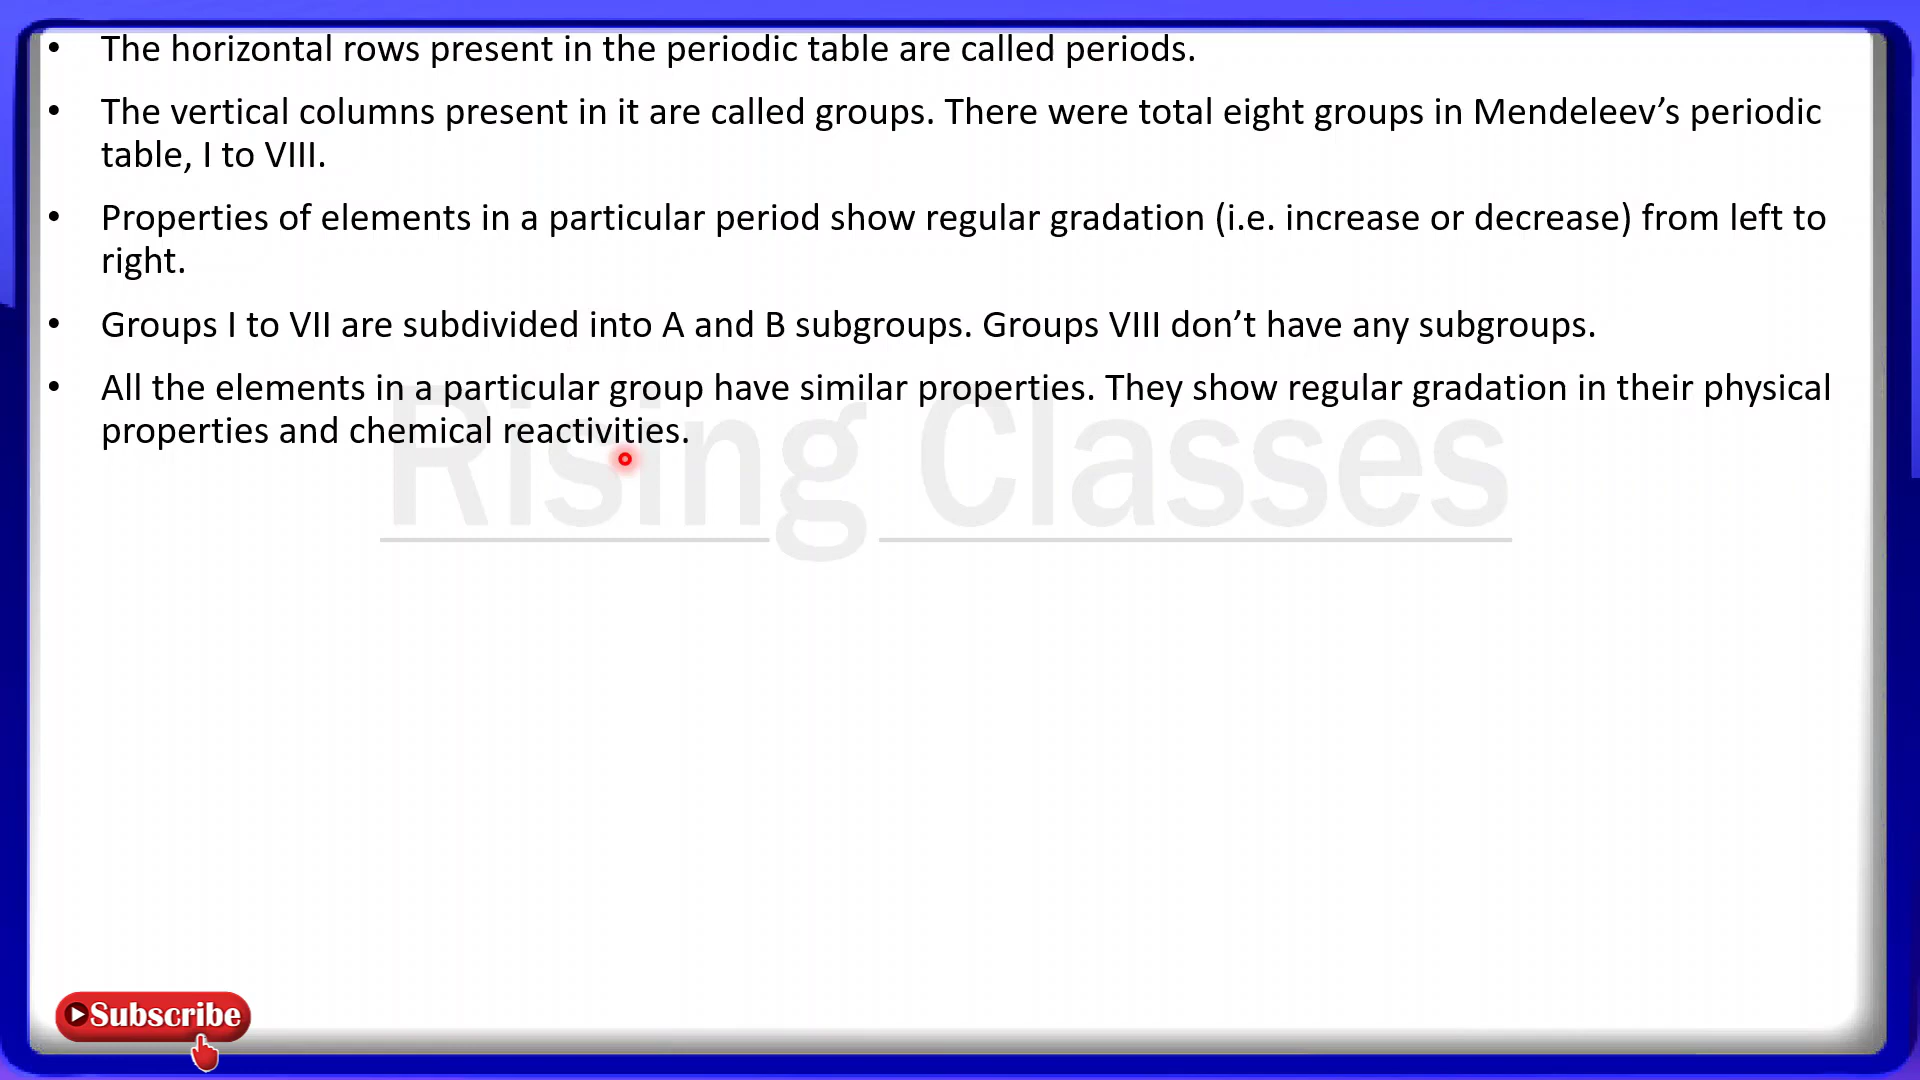 • The horizontal rows present in the periodic table are called periods.
• The vertical columns present in it are called groups. There were total eight groups in Mendeleev’s periodic
table, I to VIII.
• Properties of elements in a particular period show regular gradation (i.e. increase or decrease) from left to
right.
• Groups I to VII are subdivided into A and B subgroups. Groups VIII don’t have any subgroups.
• All the elements in a particular group have similar properties. They show regular gradation in their physical
properties and chemical reactivities.
Rising Classes
Subscribe